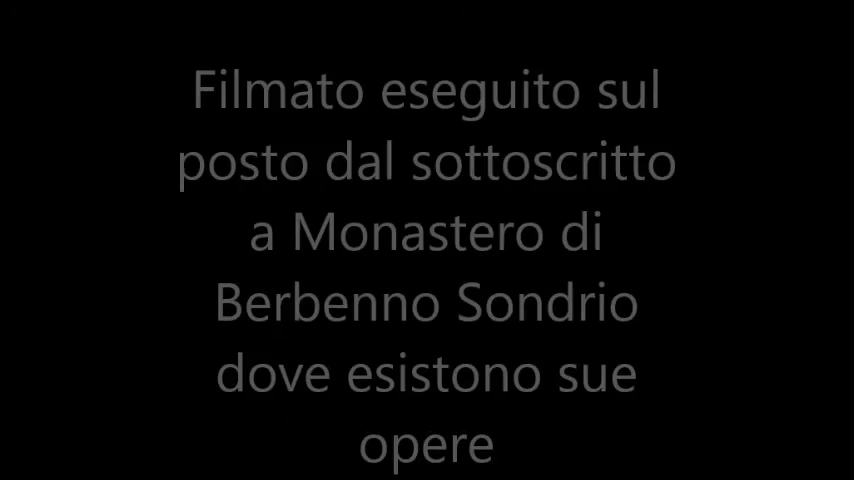 Filmato eseguito sul
posto dal sottoscritto
a Monastero di
Berbenno Sondrio
dove esistono sue
opere